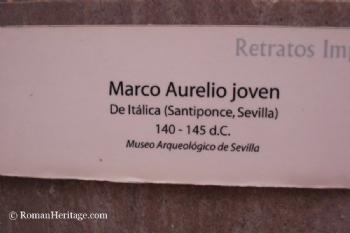 Retratos Imp
Marco Aurelio joven
De Itálica (Santiponce, Sevilla)
140 - 145 d.C.
Museo Arqueológico de Sevilla
© RomanHeritage.com